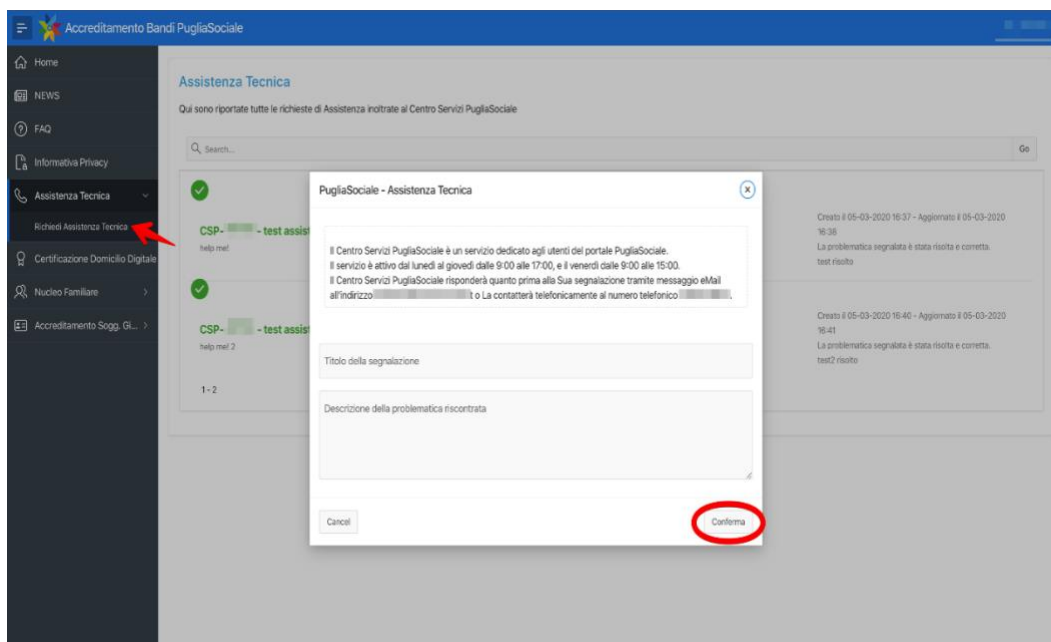 Accreditamento Bandi PugliaSociale
Home
NEWS
FAQ
Informativa Privacy
Assistenza Tecnica
Richiedi Assistenza Tecnica
Certificazione Domicilio Digitale
Nucleo Familiare
Accreditamento Sogg. Gi...
Assistenza Tecnica
Qui sono riportate tutte le richieste di Assistenza inoltrate al Centro Servizi PugliaSociale
Search...
Go
CSP- - test assist
help me!
Creato il 05-03-2020 16:37 - Aggiornato il 05-03-2020
16:38
La problematica segnalata è stata risolta e corretta.
test risolto
CSP- - test assist
help me! 2
Creato il 05-03-2020 16:40 - Aggiornato il 05-03-2020
16:41
La problematica segnalata è stata risolta e corretta.
test2 risolto
1 - 2
PugliaSociale - Assistenza Tecnica
Il Centro Servizi PugliaSociale è un servizio dedicato agli utenti del portale PugliaSociale.
Il servizio è attivo dal lunedì al giovedì dalle 9:00 alle 17:00, e il venerdì dalle 9:00 alle 15:00.
Il Centro Servizi PugliaSociale risponderà quanto prima alla Sua segnalazione tramite messaggio eMail
all'indirizzo t o La contatterà telefonicamente al numero telefonico .
Titolo della segnalazione
Descrizione della problematica riscontrata
Cancel
Conferma